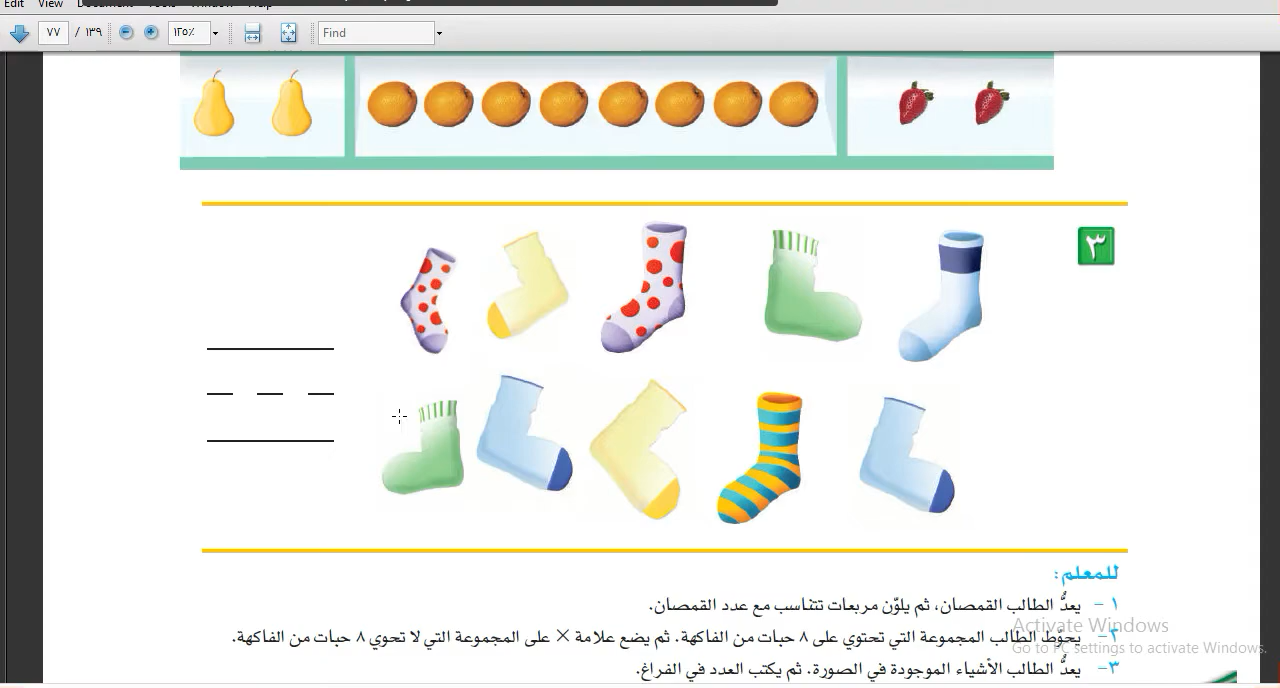 Edit View Document Tools Window Help
٧٧ / ١٣٩ ١٢٥٪ Find
٣
للمعلم:
١- يعدُّ الطالب القمصان، ثم يلوّن مربعات تتناسب مع عدد القمصان.
٢- يحوّط الطالب المجموعة التي تحتوي على ٨ حبات من الفاكهة. ثم يضع علامة × على المجموعة التي لا تحوي ٨ حبات من الفاكهة.
٣- يعدُّ الطالب الأشياء الموجودة في الصورة. ثم يكتب العدد في الفراغ.
Activate Windows
Go to PC settings to activate Windows.